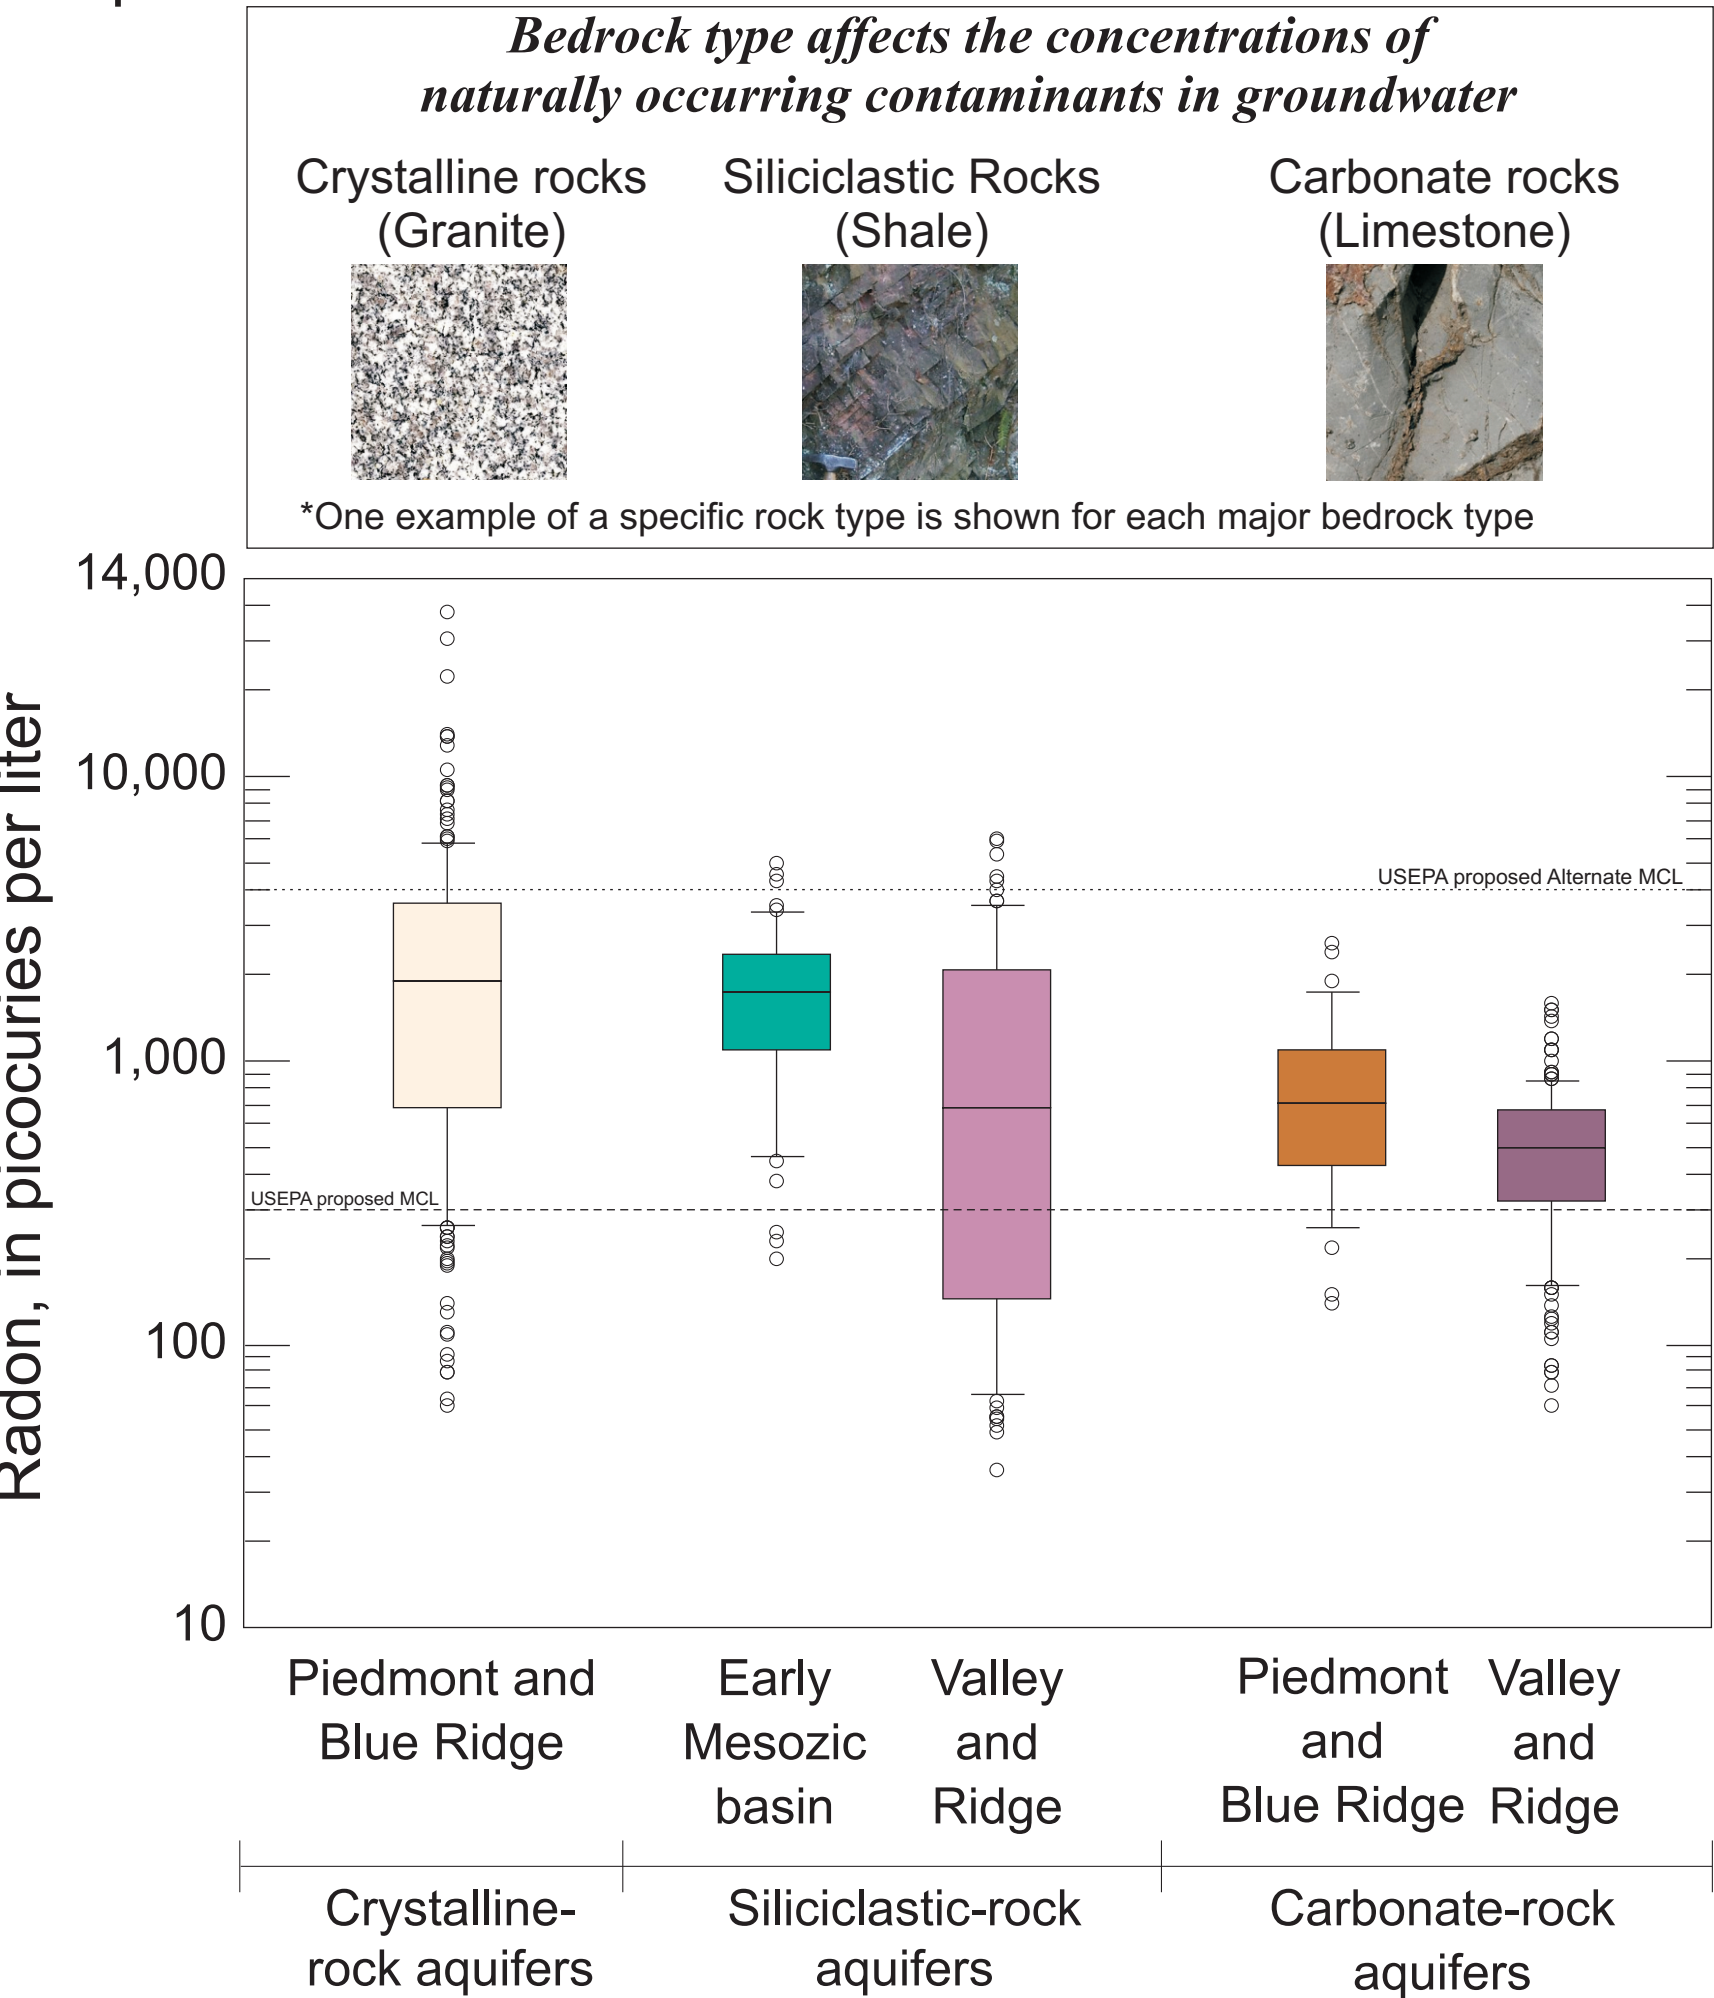 Bedrock type affects the concentrations of
naturally occurring contaminants in groundwater
Crystalline rocks
(Granite)
Siliciclastic Rocks
(Shale)
Carbonate rocks
(Limestone)
*One example of a specific rock type is shown for each major bedrock type
Radon, in picocuries per liter
14,000
10,000
1,000
100
10
USEPA proposed Alternate MCL
USEPA proposed MCL
Piedmont and
Blue Ridge
Early
Mesozic
basin
Valley
and
Ridge
Piedmont
and
Blue Ridge
Valley
and
Ridge
Crystalline-
rock aquifers
Siliciclastic-rock
aquifers
Carbonate-rock
aquifers